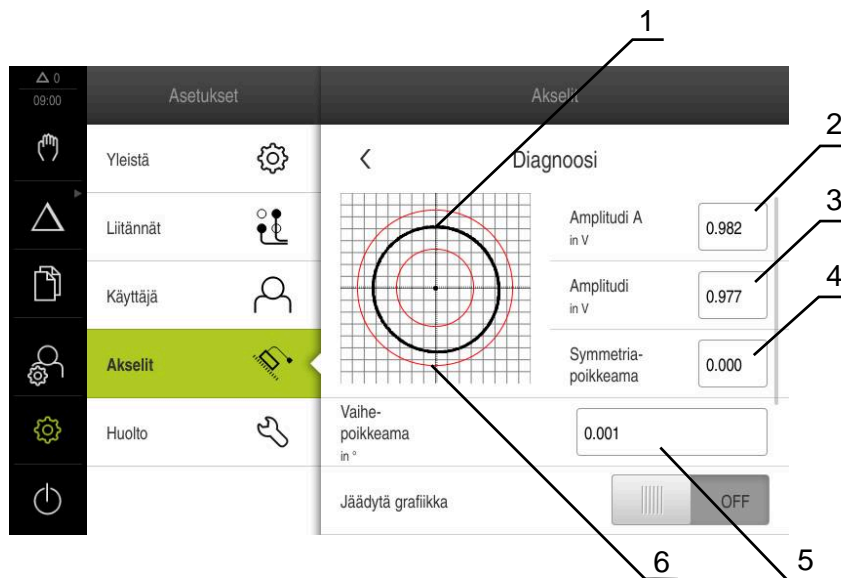 1
0
09:00
Asetukset
Akselit
Yleistä
Diagnoosi
2
Amplitudi A
in V
0.982
3
Liitännät
Amplitudi
in V
0.977
4
Käyttäjä
Symmetria-
poikkeama
0.000
Akselit
Vaihe-
poikkeama
in °
0.001
Huolto
Jäädytä grafiikka
OFF
5
6